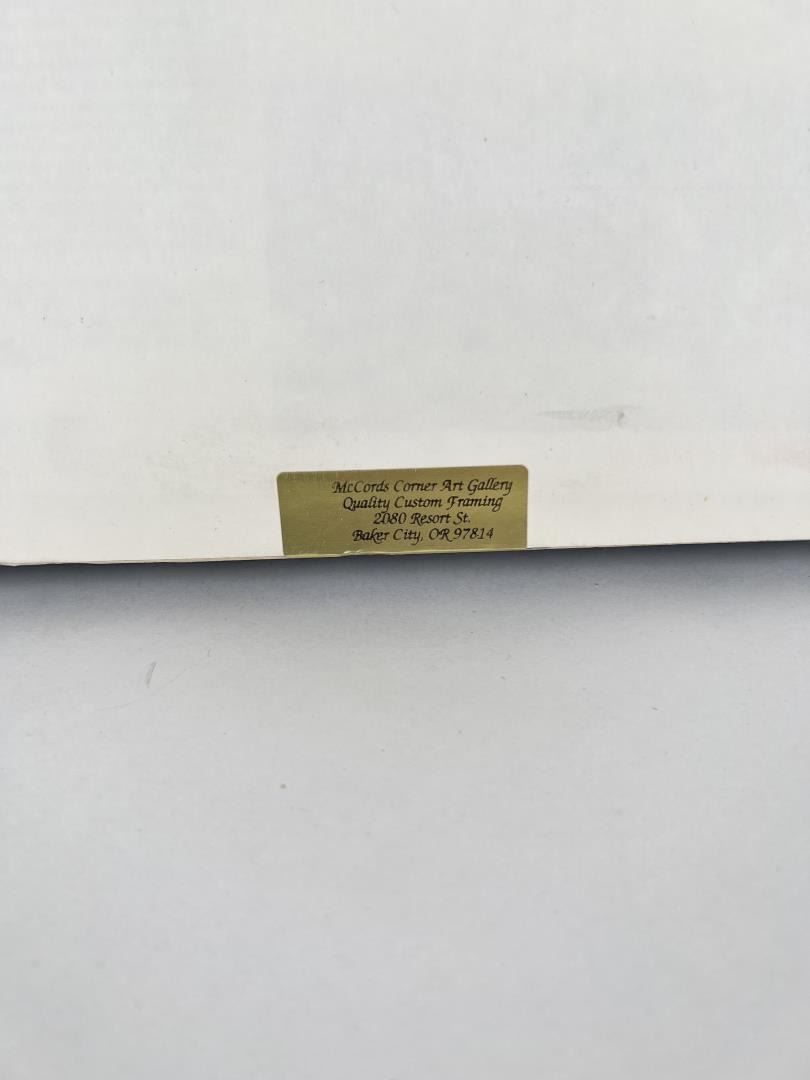 McCords Corner Art Gallery
Quality Custom Framing
2080 Resort St.
Baker City, OR 97814